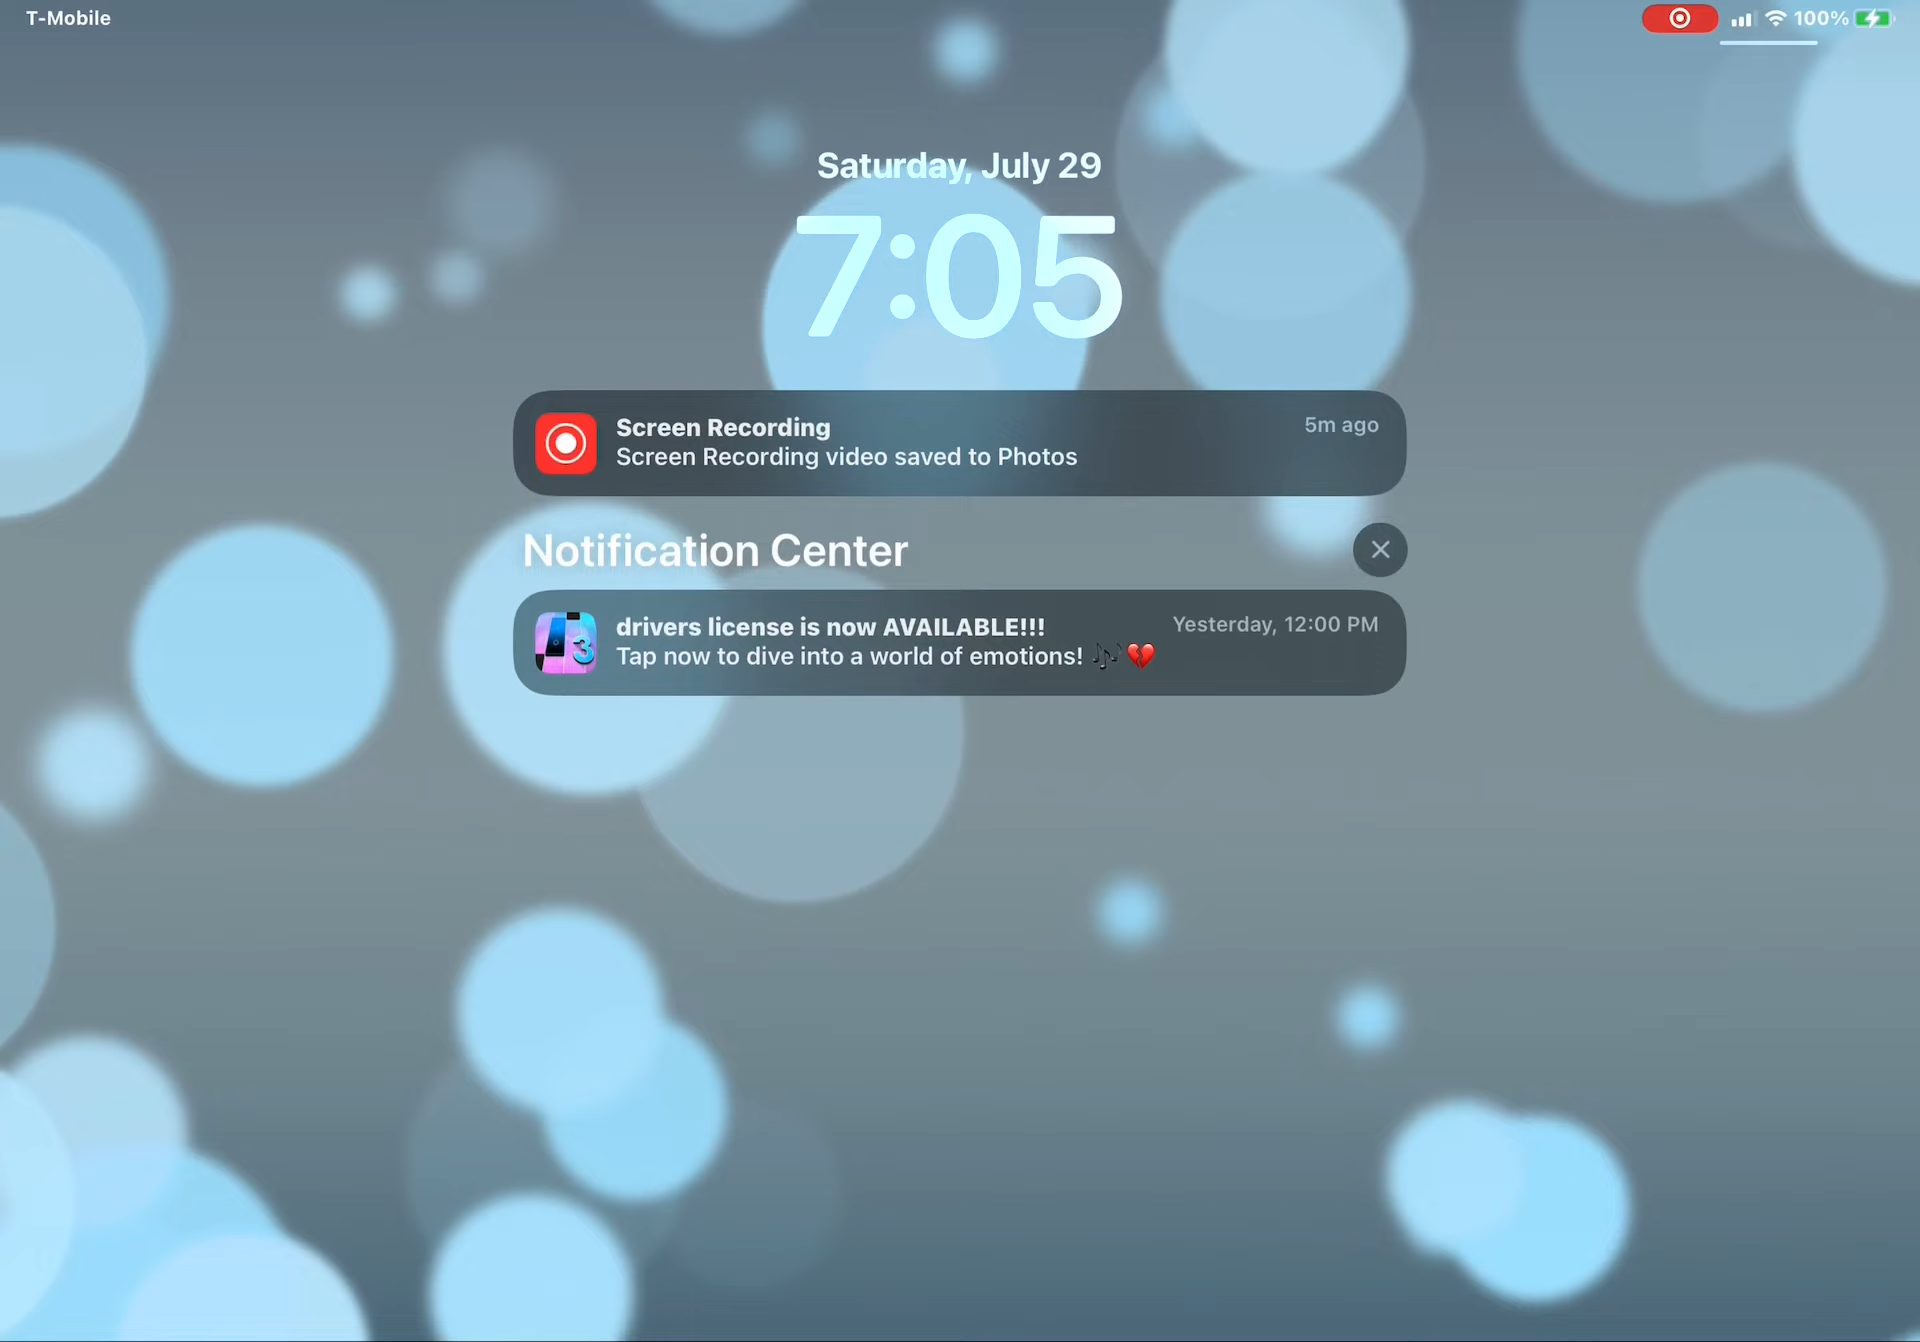 T-Mobile
100%
Saturday, July 29
7:05
Screen Recording
5m ago
Screen Recording video saved to Photos
Notification Center
3
drivers license is now AVAILABLE!!!
Yesterday, 12:00 PM
Tap now to dive into a world of emotions! 🎶💔